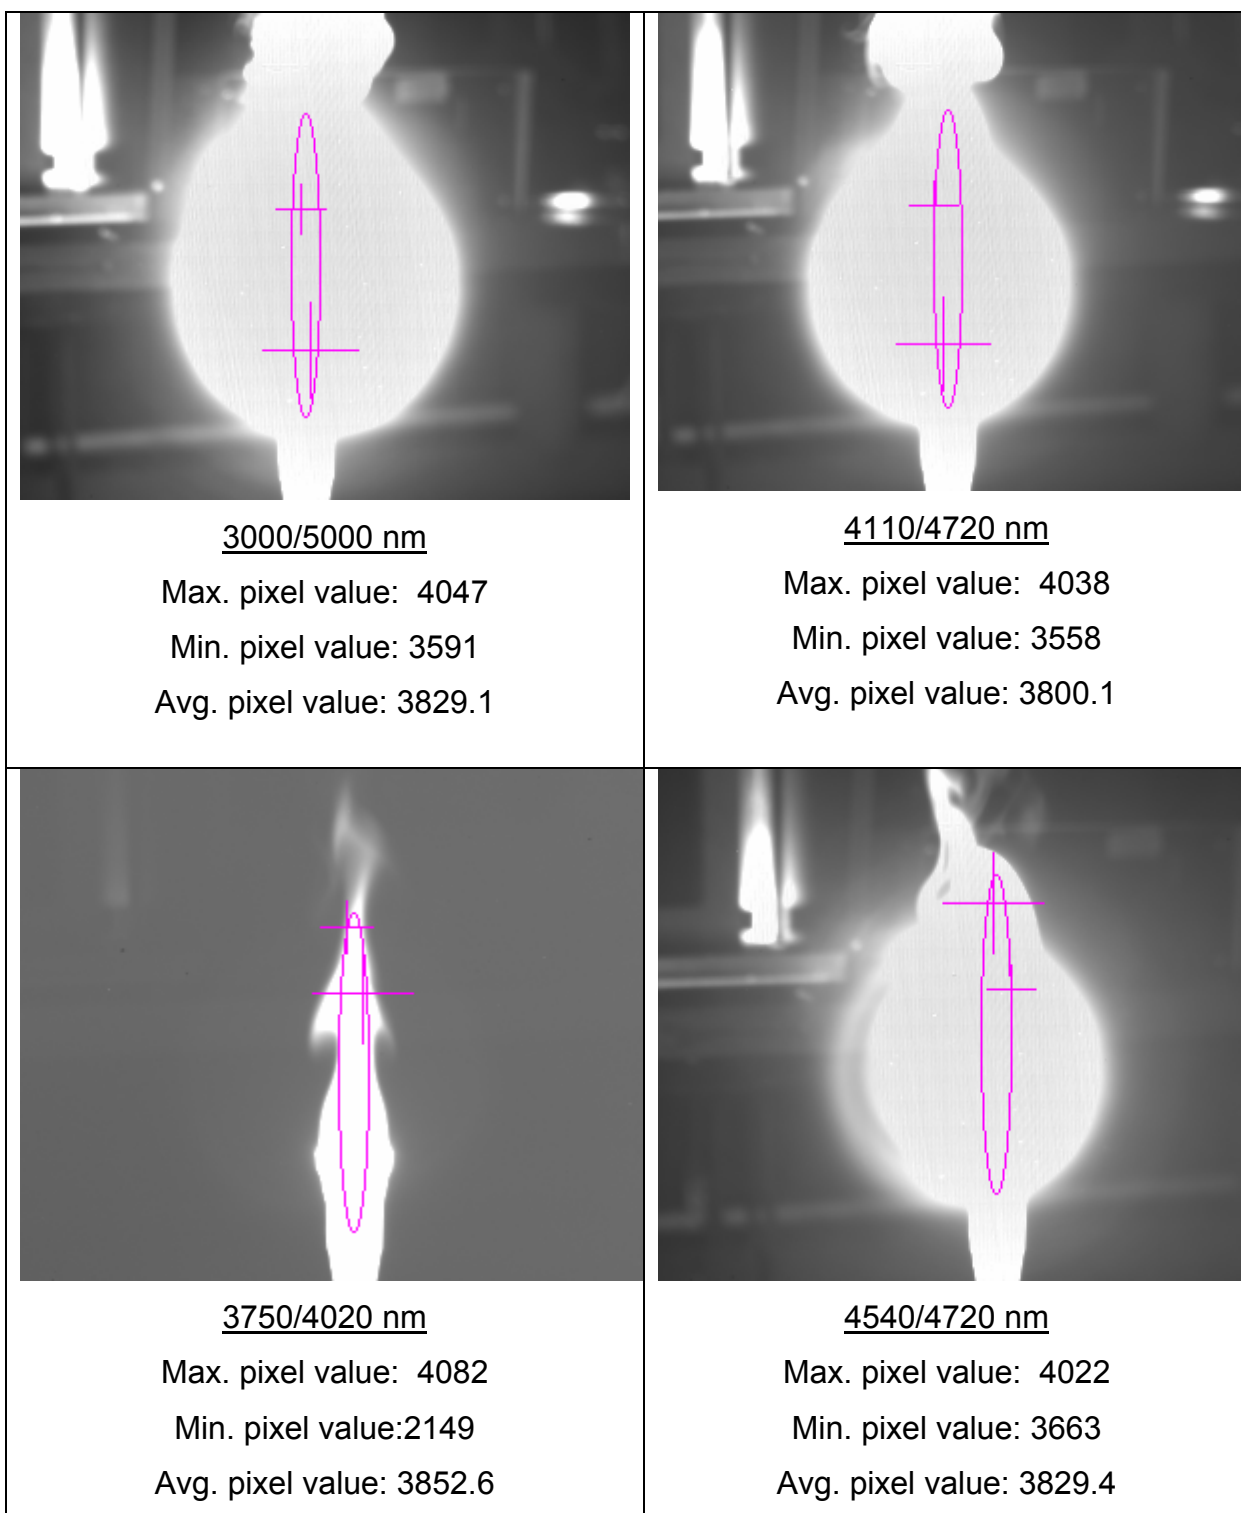 3000/5000 nm
Max. pixel value: 4047
Min. pixel value: 3591
Avg. pixel value: 3829.1
4110/4720 nm
Max. pixel value: 4038
Min. pixel value: 3558
Avg. pixel value: 3800.1
3750/4020 nm
Max. pixel value: 4082
Min. pixel value:2149
Avg. pixel value: 3852.6
4540/4720 nm
Max. pixel value: 4022
Min. pixel value: 3663
Avg. pixel value: 3829.4